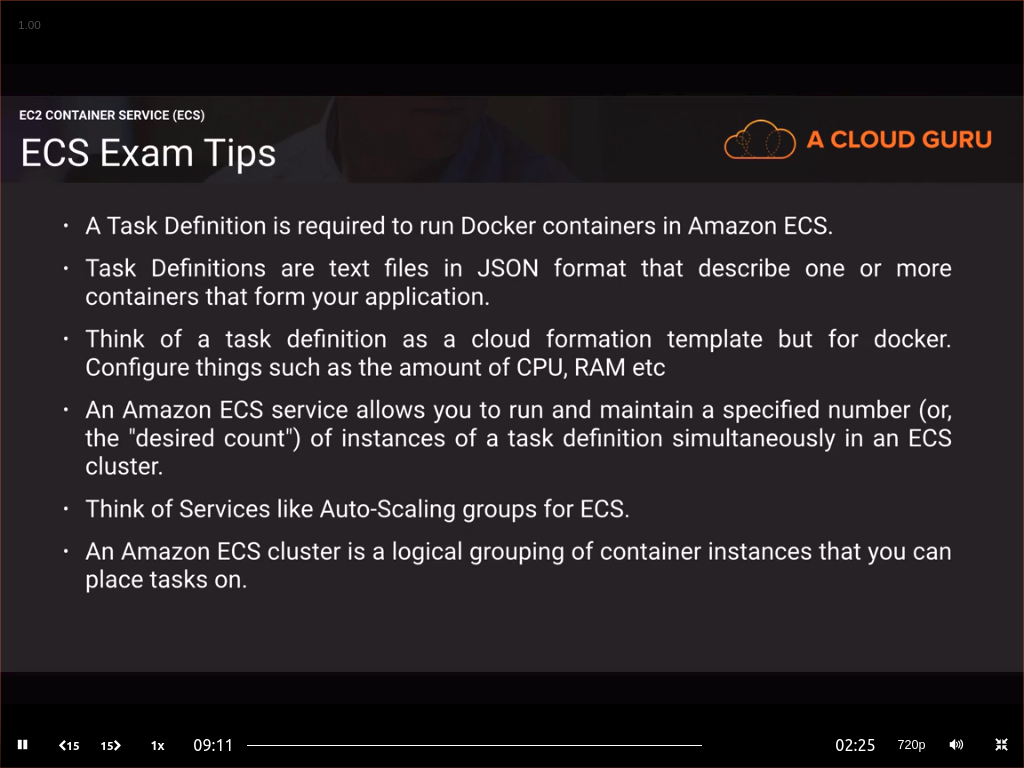 1.00
EC2 CONTAINER SERVICE (ECS)
ECS Exam Tips
A CLOUD GURU
• A Task Definition is required to run Docker containers in Amazon ECS.
• Task Definitions are text files in JSON format that describe one or more
containers that form your application.
• Think of a task definition as a cloud formation template but for docker.
Configure things such as the amount of CPU, RAM etc
• An Amazon ECS service allows you to run and maintain a specified number (or,
the "desired count") of instances of a task definition simultaneously in an ECS
cluster.
• Think of Services like Auto-Scaling groups for ECS.
• An Amazon ECS cluster is a logical grouping of container instances that you can
place tasks on.
15 15 1x 09:11 02:25 720p